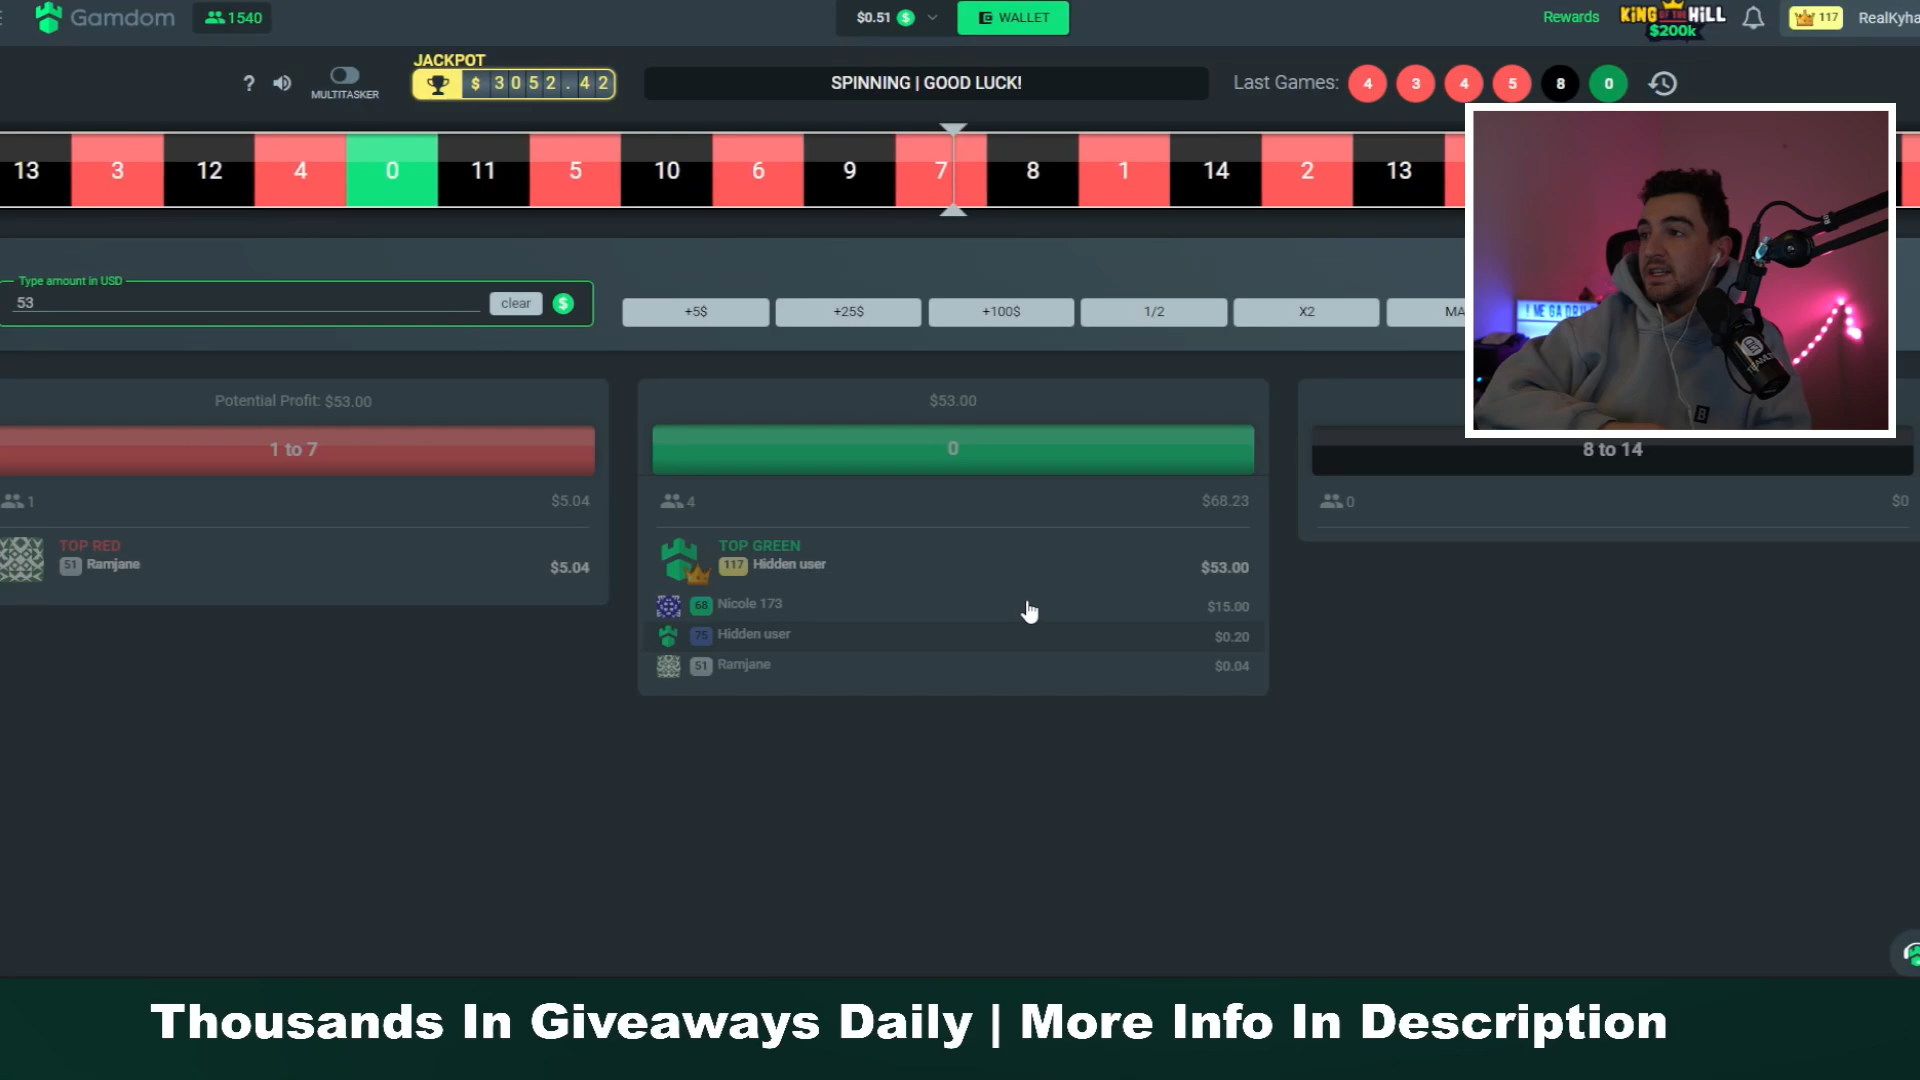 Gamdom
1540
$0.51
WALLET
Rewards
KiNG OF THE HiLL
$200k
117
RealKyha
?
MULTITASKER
JACKPOT
$ 3052.42
SPINNING | GOOD LUCK!
Last Games:
4
3
4
5
8
0
13
3
12
4
0
11
5
10
6
9
7
8
1
14
2
13
Type amount in USD
53
clear
+5$
+25$
+100$
1/2
X2
MA
Potential Profit: $53.00
1 to 7
1
$5.04
TOP RED
51
Ramjane
$5.04
$53.00
0
4
$68.23
TOP GREEN
117
Hidden user
$53.00
68
Nicole 173
$15.00
75
Hidden user
$0.20
51
Ramjane
$0.04
8 to 14
0
$0
Thousands In Giveaways Daily | More Info In Description